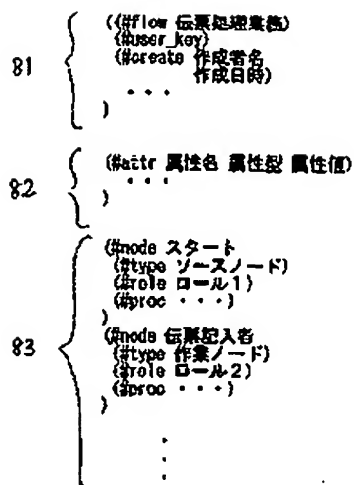 81
((#flow 伝票処理業務)
(#user_key)
(#create 作成者名
作成日時)
・・・
)
82
(#attr 属性名 属性型 属性値)
・・・
)
83
(#node スタート
(#type ソースノード)
(#role ロール1)
(#proc ・・・)
)
(#node 伝票記入者
(#type 作業ノード)
(#role ロール2)
(#proc ・・・)
)